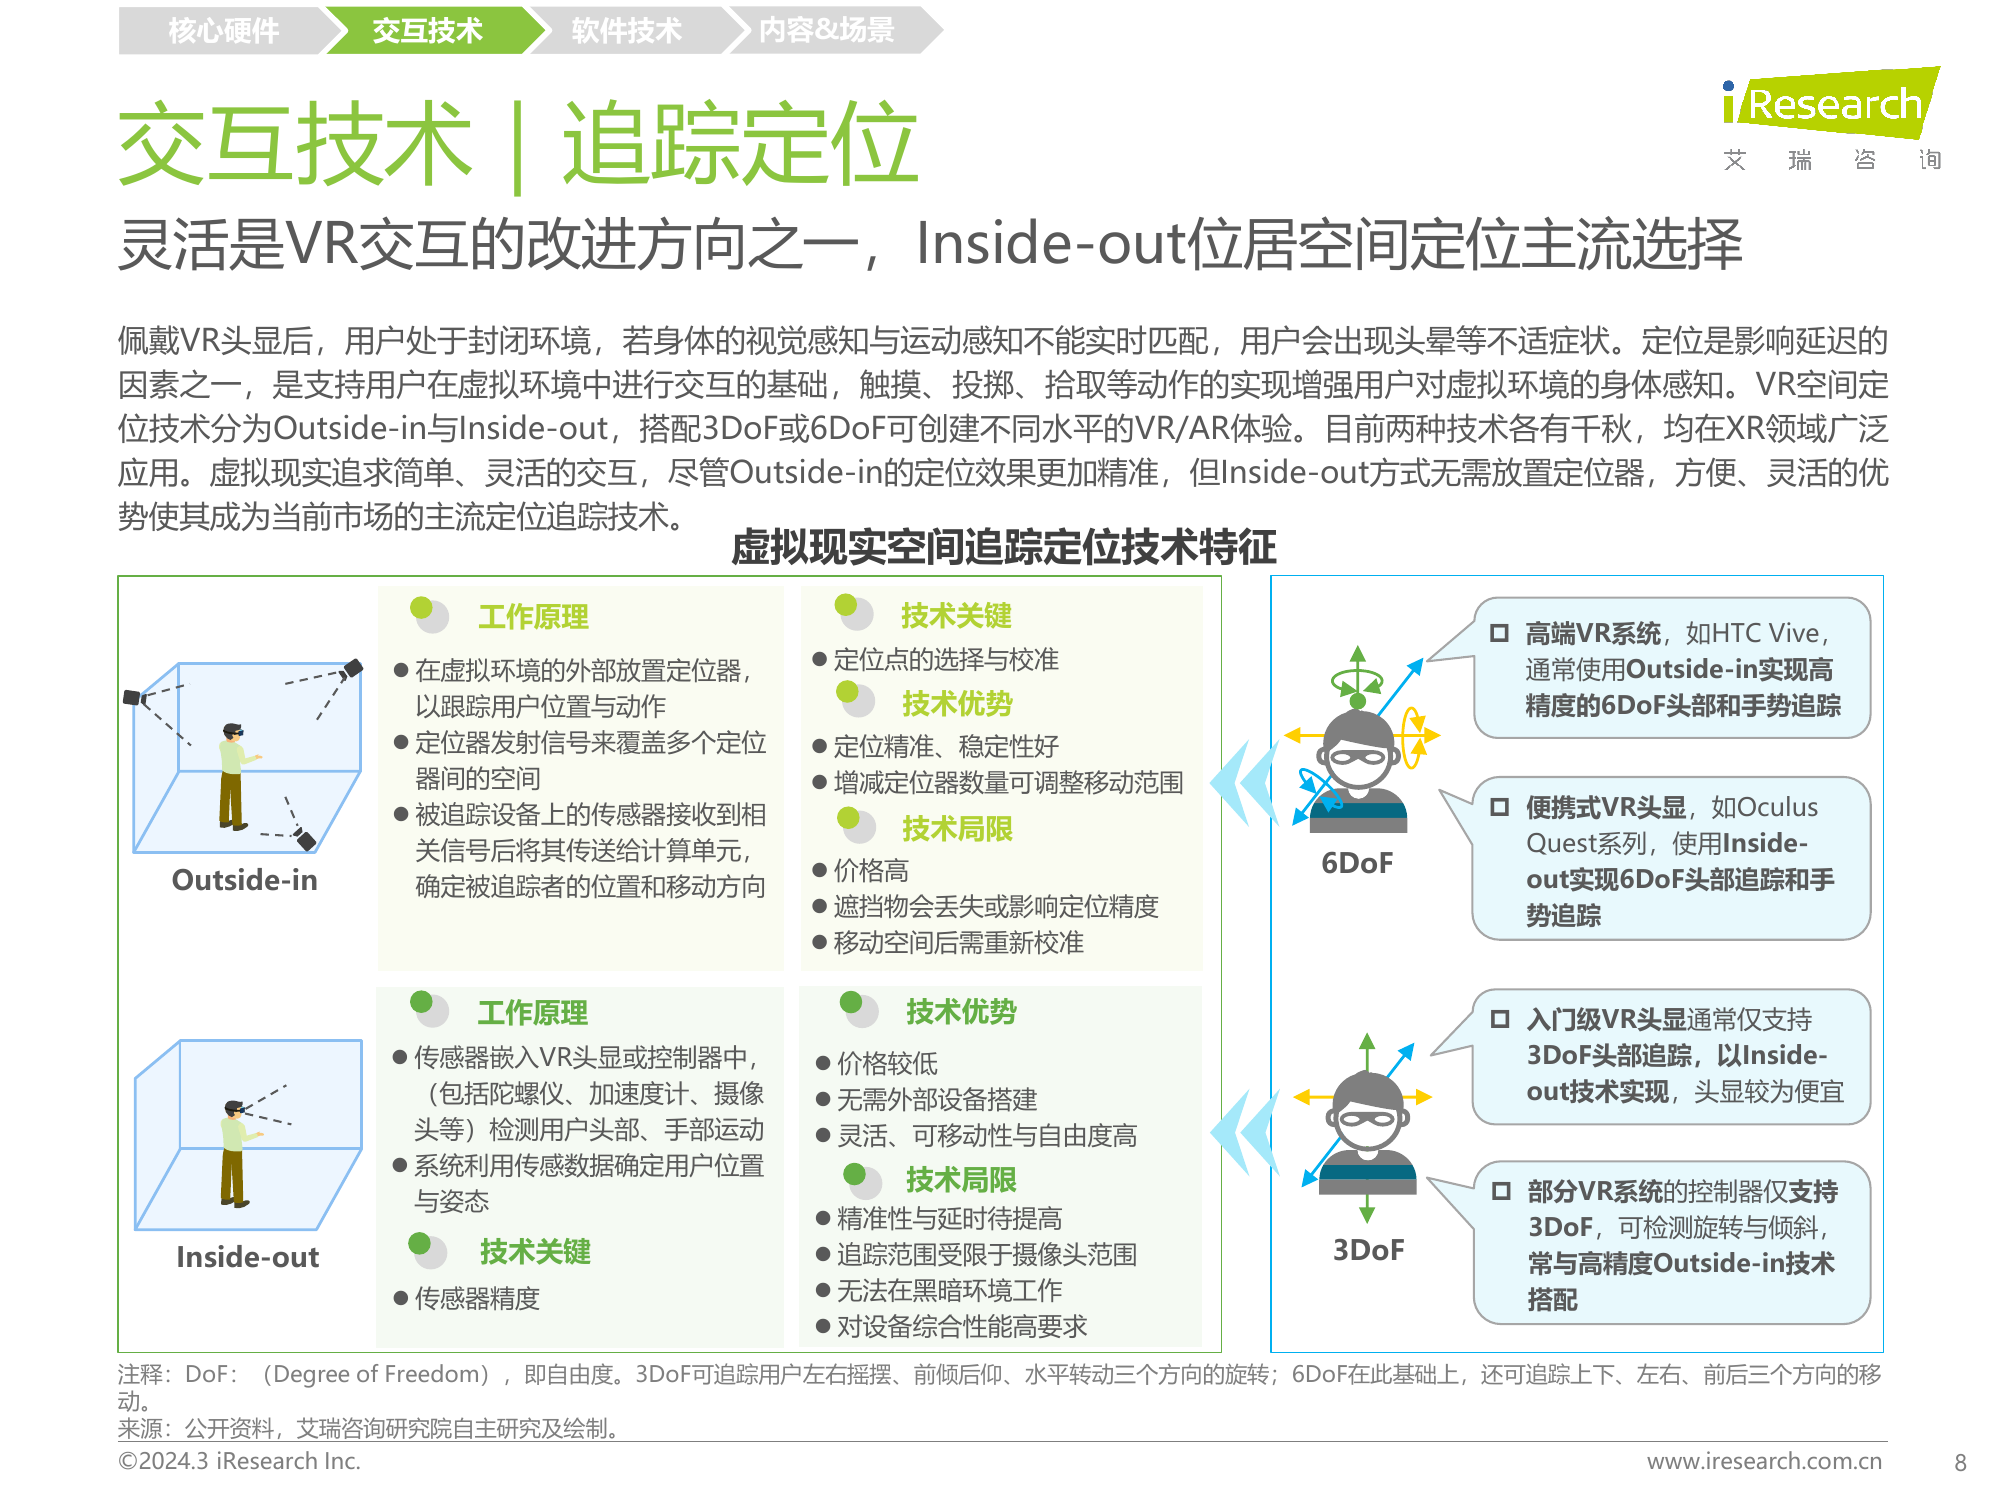 核心硬件
交互技术
软件技术
内容&场景
iResearch
艾 瑞 咨 询
交互技术 | 追踪定位
灵活是VR交互的改进方向之一，Inside-out位居空间定位主流选择
佩戴VR头显后，用户处于封闭环境，若身体的视觉感知与运动感知不能实时匹配，用户会出现头晕等不适症状。定位是影响延迟的
因素之一，是支持用户在虚拟环境中进行交互的基础，触摸、投掷、拾取等动作的实现增强用户对虚拟环境的身体感知。VR空间定
位技术分为Outside-in与Inside-out，搭配3DoF或6DoF可创建不同水平的VR/AR体验。目前两种技术各有千秋，均在XR领域广泛
应用。虚拟现实追求简单、灵活的交互，尽管Outside-in的定位效果更加精准，但Inside-out方式无需放置定位器，方便、灵活的优
势使其成为当前市场的主流定位追踪技术。
虚拟现实空间追踪定位技术特征
Outside-in
工作原理
● 在虚拟环境的外部放置定位器，
以跟踪用户位置与动作
● 定位器发射信号来覆盖多个定位
器间的空间
● 被追踪设备上的传感器接收到相
关信号后将其传送给计算单元，
确定被追踪者的位置和移动方向
技术关键
● 定位点的选择与校准
技术优势
● 定位精准、稳定性好
● 增减定位器数量可调整移动范围
技术局限
● 价格高
● 遮挡物会丢失或影响定位精度
● 移动空间后需重新校准
Inside-out
工作原理
● 传感器嵌入VR头显或控制器中，
（包括陀螺仪、加速度计、摄像
头等）检测用户头部、手部运动
● 系统利用传感数据确定用户位置
与姿态
技术关键
● 传感器精度
技术优势
● 价格较低
● 无需外部设备搭建
● 灵活、可移动性与自由度高
技术局限
● 精准性与延时待提高
● 追踪范围受限于摄像头范围
● 无法在黑暗环境工作
● 对设备综合性能高要求
6DoF
高端VR系统，如HTC Vive，
通常使用Outside-in实现高
精度的6DoF头部和手势追踪
便携式VR头显，如Oculus
Quest系列，使用Inside-
out实现6DoF头部追踪和手
势追踪
3DoF
入门级VR头显通常仅支持
3DoF头部追踪，以Inside-
out技术实现，头显较为便宜
部分VR系统的控制器仅支持
3DoF，可检测旋转与倾斜，
常与高精度Outside-in技术
搭配
注释：DoF：（Degree of Freedom），即自由度。3DoF可追踪用户左右摇摆、前倾后仰、水平转动三个方向的旋转；6DoF在此基础上，还可追踪上下、左右、前后三个方向的移
动。
来源：公开资料，艾瑞咨询研究院自主研究及绘制。
©2024.3 iResearch Inc.
www.iresearch.com.cn
8